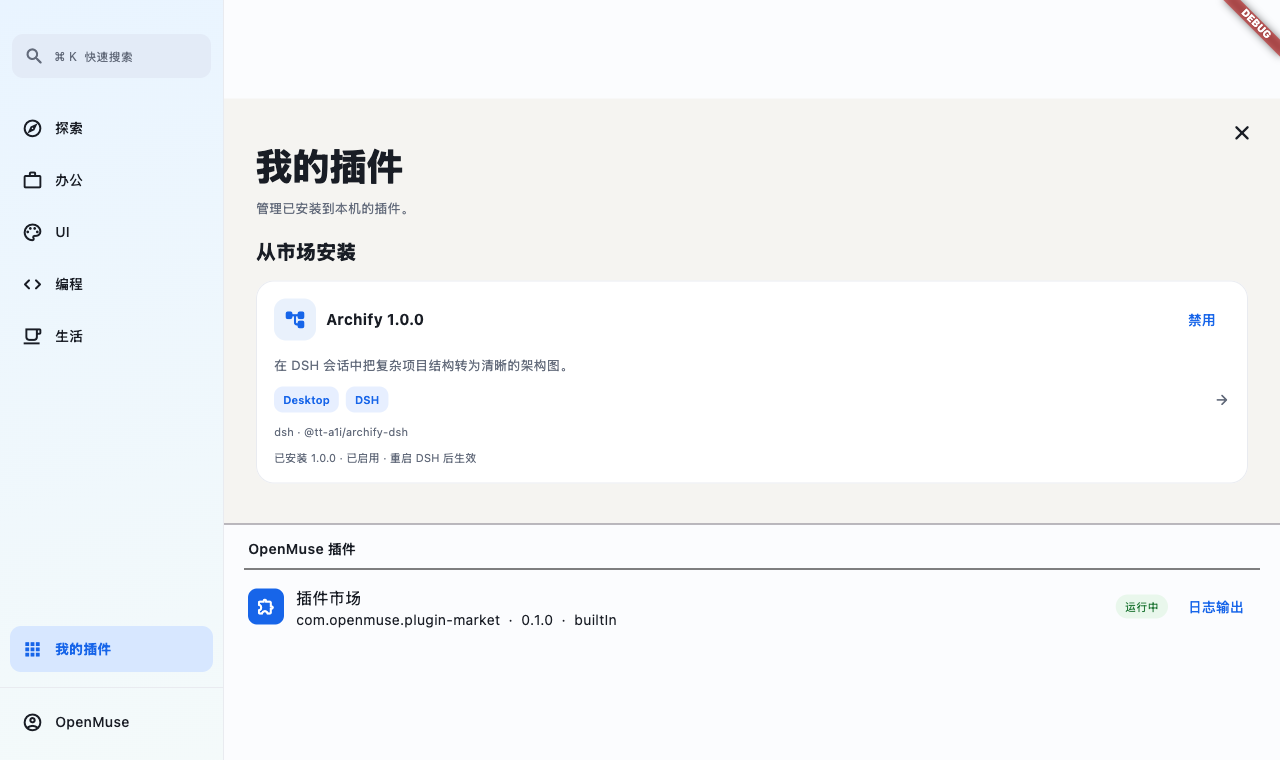 ⌘ K 快速搜索
探索
办公
UI
编程
生活
我的插件
OpenMuse
DEBUG
我的插件
管理已安装到本机的插件。
从市场安装
Archify 1.0.0
禁用
在 DSH 会话中把复杂项目结构转为清晰的架构图。
Desktop DSH
dsh · @tt-a1i/archify-dsh
已安装 1.0.0 · 已启用 · 重启 DSH 后生效
OpenMuse 插件
插件市场
com.openmuse.plugin-market · 0.1.0 · builtIn
运行中 日志输出